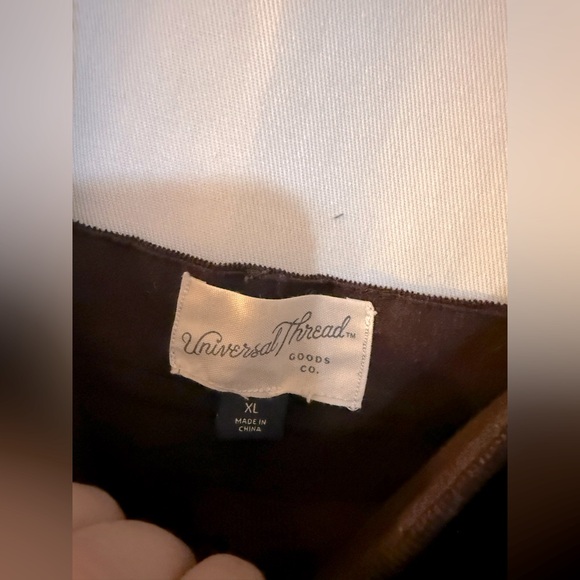 Universal Thread™
GOODS
CO.
XL
MADE IN
CHINA